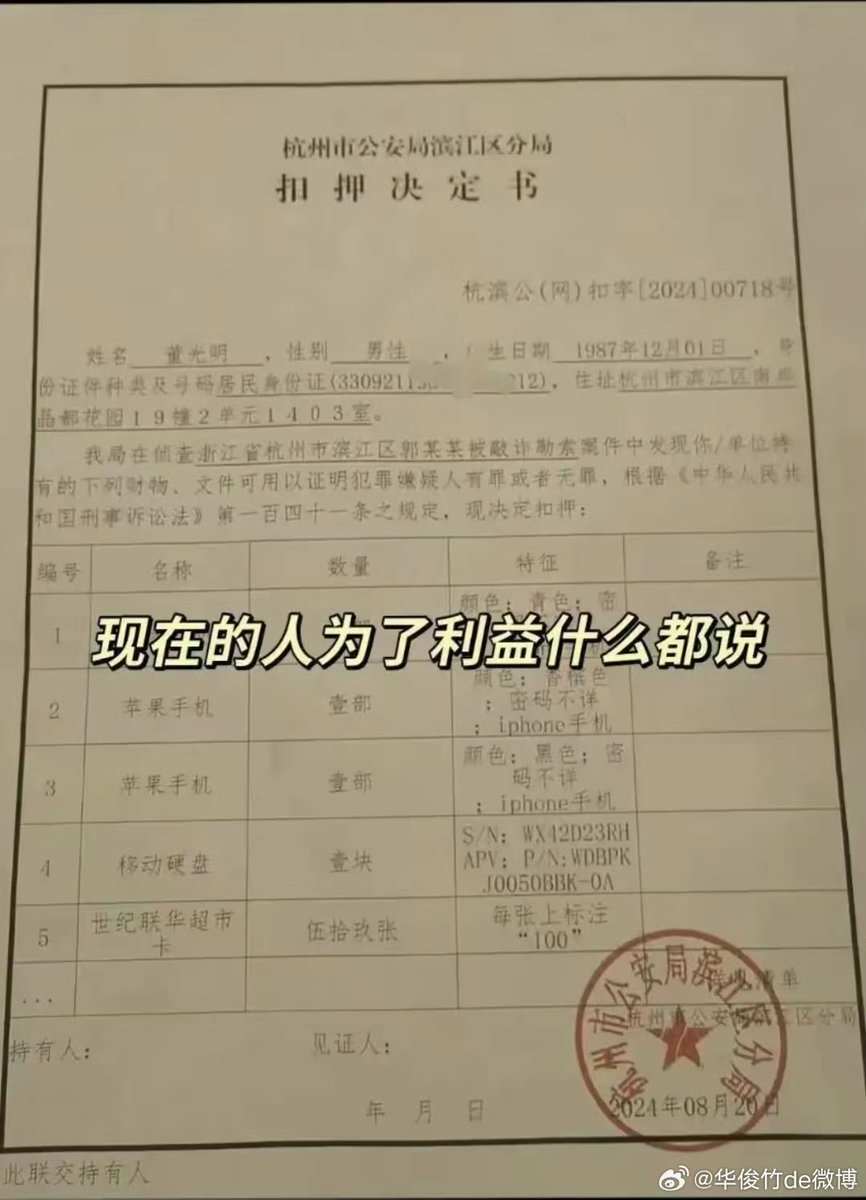 杭州市公安局滨江区分局
扣押决定书
杭滨公(网)扣字[2024]00718号
姓名 董光明 ，性别 男性 ，生日期 1987年12月01日 ，身
份证件种类及号码居民身份证(33092119 12)，住址杭州市滨江区南岸
晶都花园19幢2单元1403室。
我局在侦查浙江省杭州市滨江区郭某某被敲诈勒索案件中发现你/单位持
有的下列财物、文件可用以证明犯罪嫌疑人有罪或者无罪，根据《中华人民共
和国刑事诉讼法》第一百四十一条之规定，现决定扣押：
编号 名称 数量 特征 备注
1 颜色：青色；密
现在的人为了利益什么都说
2 苹果手机 壹部 颜色：香槟色
；密码不详
；iphone手机
3 苹果手机 壹部 颜色：黑色；密
码不详
；iphone手机
4 移动硬盘 壹块 S/N：WX42D23RH
APV；P/N:WDBPK
J0050BBK-0A
5 世纪联华超市
卡 伍拾玖张 每张上标注
“100”
... 清单
杭州市公安局滨江区分局
杭州市公安局滨江区分局
持有人： 见证人：
年 月 日 2024年08月20日
此联交持有人
@华俊竹de微博